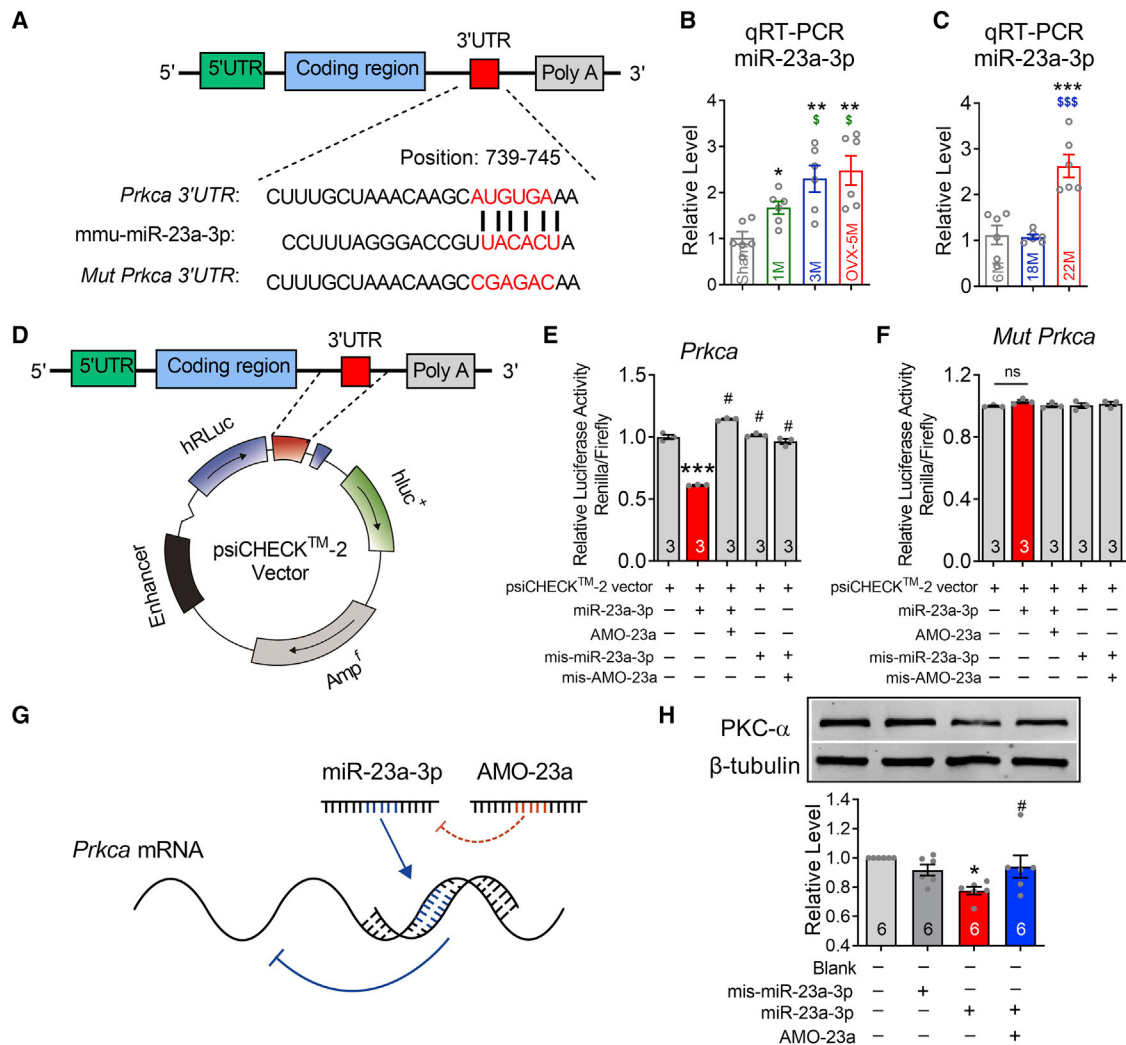 A
3'UTR
5'
5'UTR
Coding region
Poly A
3'
Position: 739-745
Prkca 3'UTR:
CUUUGCUAAACAAGCAUGUGAAA
mmu-miR-23a-3p:
CCUUUAGGGACCGUUACACUA
Mut Prkca 3'UTR:
CUUUGCUAAACAAGCCGAGACAA
B
qRT-PCR
miR-23a-3p
Relative Level
4
3
2
1
0
*
**
$
**
$
Sham
1M
3M
OVX-5M
C
qRT-PCR
miR-23a-3p
Relative Level
4
3
2
1
0
***
$$$
6M
18M
22M
D
3'UTR
5'
5'UTR
Coding region
Poly A
3'
hRLuc
hluc+
Enhancer
psiCHECK™-2
Vector
Ampf
E
Prkca
Relative Luciferase Activity
Renilla/Firefly
1.5
1.0
0.5
0.0
***
#
#
#
3 3 3 3 3
psiCHECK™-2 vector + + + + +
miR-23a-3p – + + – –
AMO-23a – – + – –
mis-miR-23a-3p – – – + +
mis-AMO-23a – – – – +
F
Mut Prkca
Relative Luciferase Activity
Renilla/Firefly
1.2
0.8
0.4
0.0
ns
3 3 3 3 3
psiCHECK™-2 vector + + + + +
miR-23a-3p – + + – –
AMO-23a – – + – –
mis-miR-23a-3p – – – + +
mis-AMO-23a – – – – +
G
miR-23a-3p
AMO-23a
Prkca mRNA
H
PKC-α
β-tubulin
Relative Level
1.4
1.2
1.0
0.8
0.6
0.4
*
#
6 6 6 6
Blank – – – –
mis-miR-23a-3p – + – –
miR-23a-3p – – + +
AMO-23a – – – +